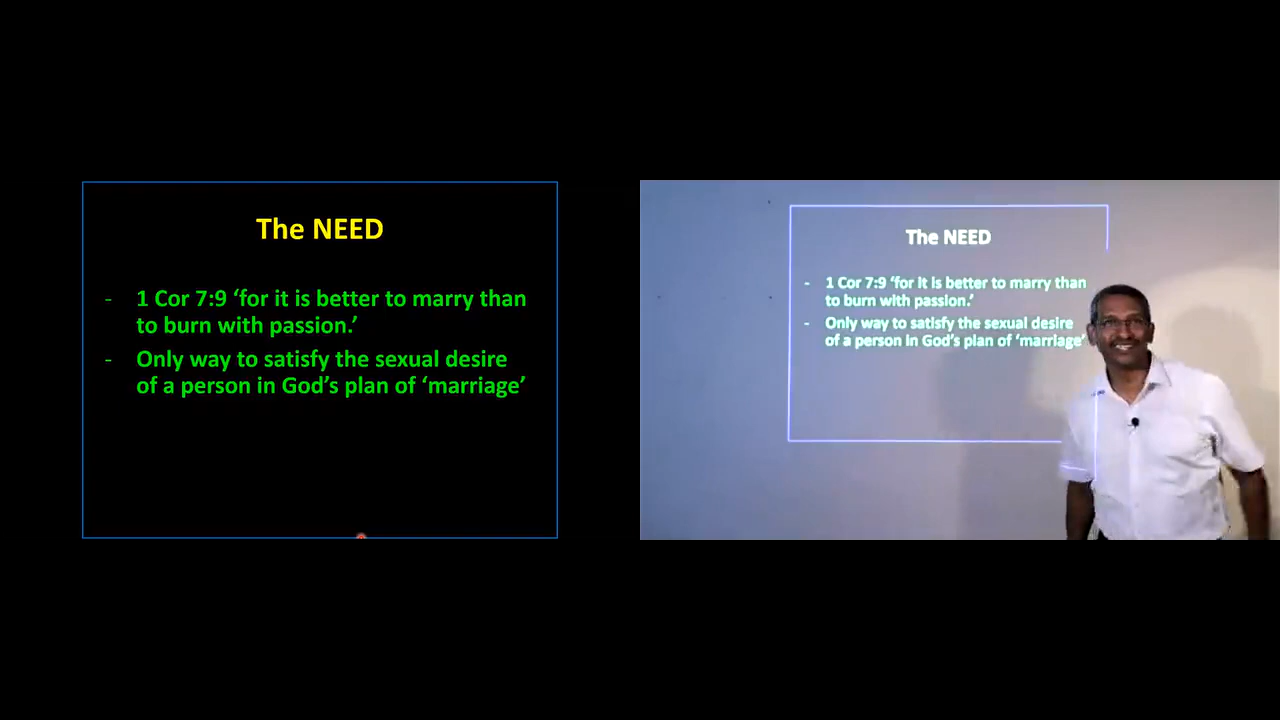 The NEED
- 1 Cor 7:9 ‘for it is better to marry than
to burn with passion.’
- Only way to satisfy the sexual desire
of a person in God’s plan of ‘marriage’
The NEED
- 1 Cor 7:9 ‘for it is better to marry than
to burn with passion.’
- Only way to satisfy the sexual desire
of a person in God’s plan of ‘marriage’